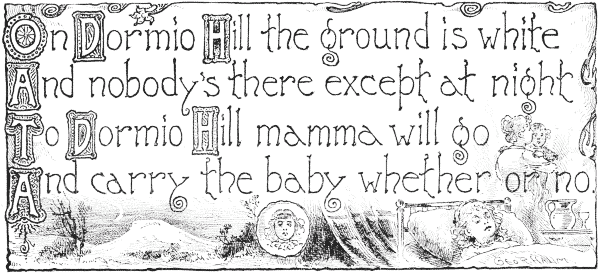 On Dormio Hill the ground is white
And nobody's there except at night
To Dormio Hill mamma will go
And carry the baby whether or no.